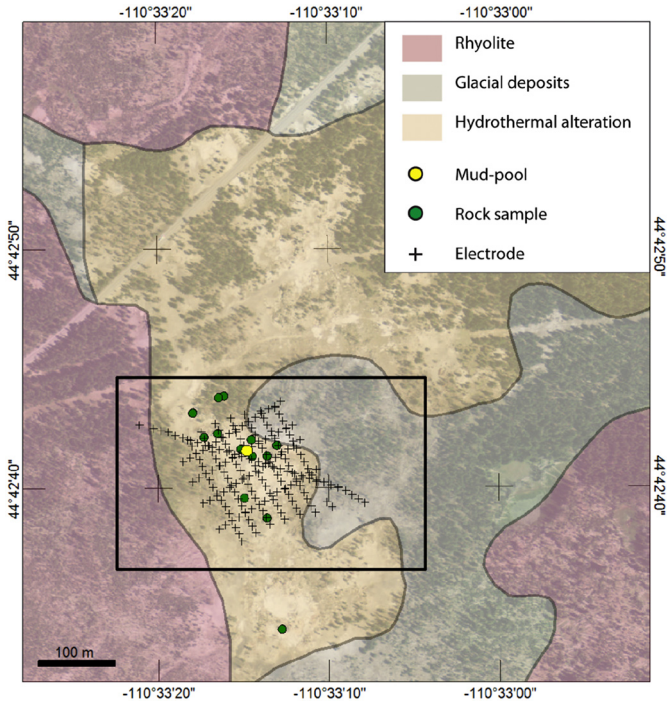 -110°33'20" -110°33'10" -110°33'00"
Rhyolite
Glacial deposits
Hydrothermal alteration
Mud-pool
Rock sample
Electrode
44°42'50" 44°42'50"
44°42'40" 44°42'40"
100 m
-110°33'20" -110°33'10" -110°33'00"